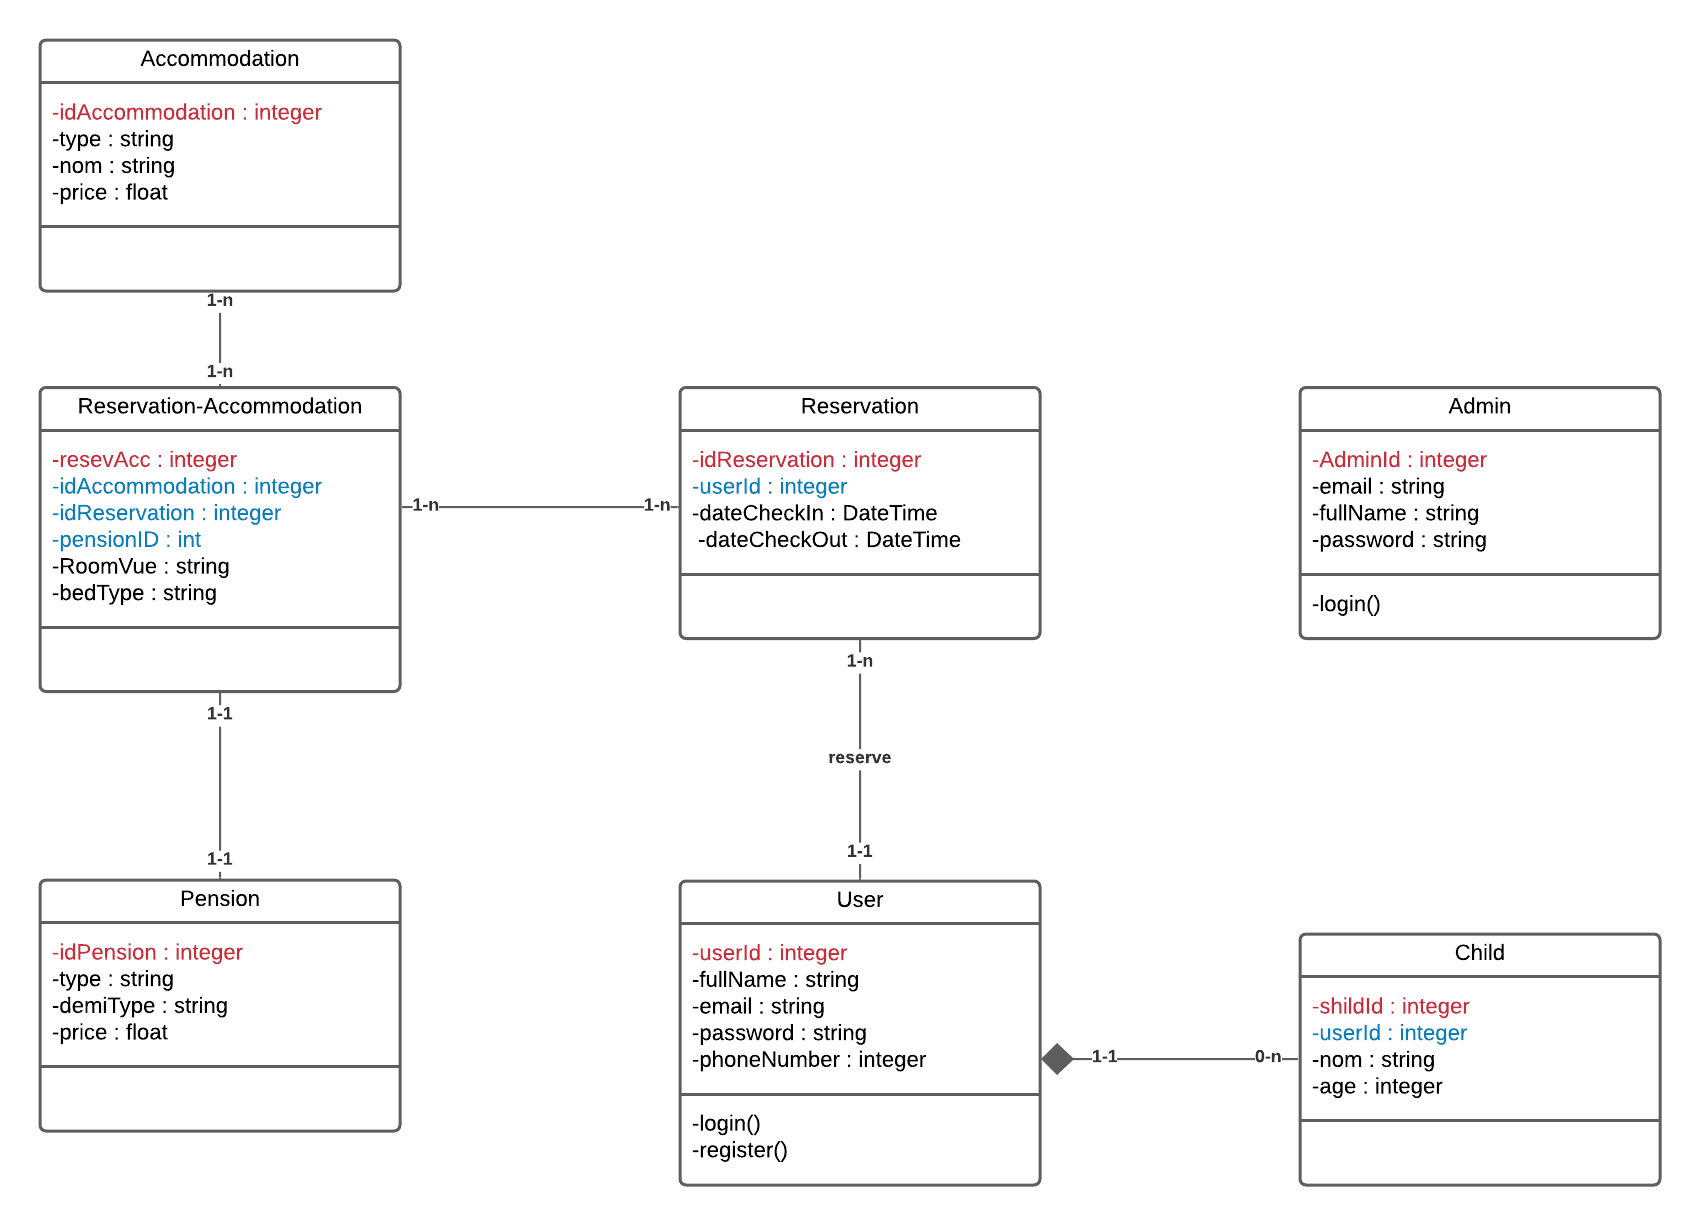 Accommodation
-idAccommodation : integer
-type : string
-nom : string
-price : float
1-n
1-n
Reservation-Accommodation
-resevAcc : integer
-idAccommodation : integer
-idReservation : integer
-pensionID : int
-RoomVue : string
-bedType : string
1-n
1-n
Reservation
-idReservation : integer
-userId : integer
-dateCheckIn : DateTime
-dateCheckOut : DateTime
Admin
-AdminId : integer
-email : string
-fullName : string
-password : string
-login()
1-1
1-1
1-n
reserve
1-1
Pension
-idPension : integer
-type : string
-demiType : string
-price : float
User
-userId : integer
-fullName : string
-email : string
-password : string
-phoneNumber : integer
-login()
-register()
1-1
0-n
Child
-shildId : integer
-userId : integer
-nom : string
-age : integer